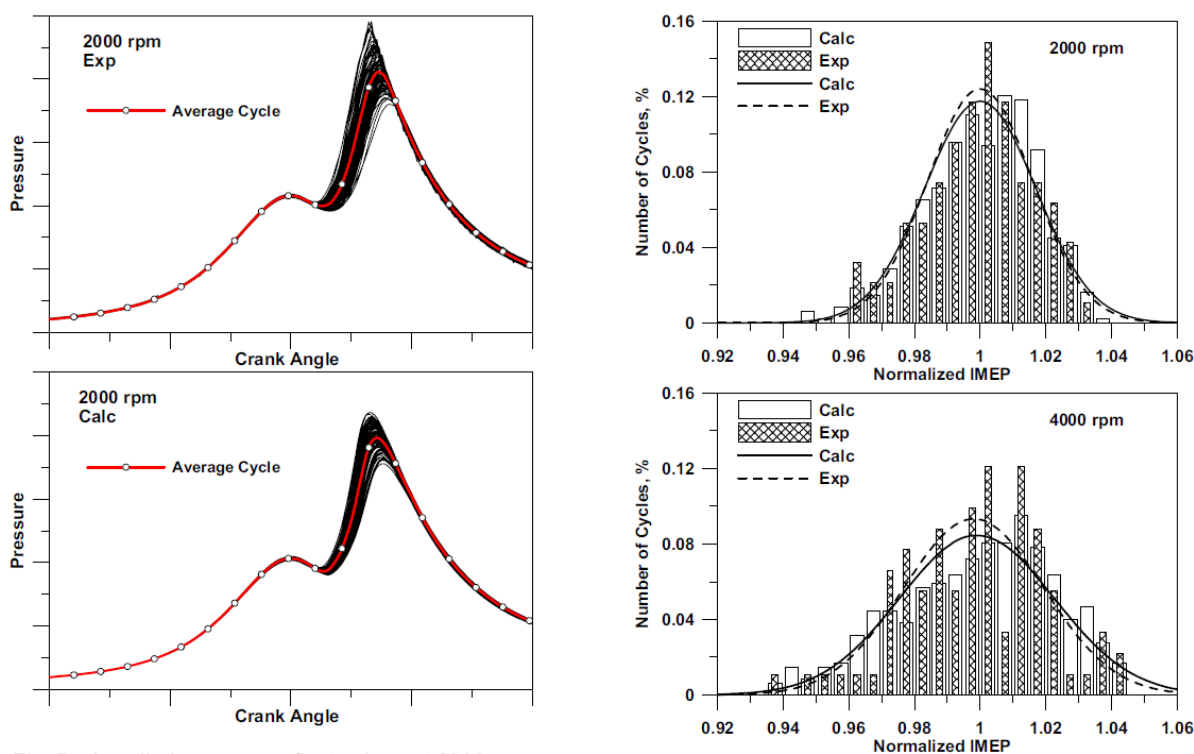 2000 rpm
Exp
Average Cycle
Pressure
Crank Angle
2000 rpm
Calc
Average Cycle
Pressure
Crank Angle
0.16
0.12
0.08
0.04
0
Number of Cycles, %
Calc
Exp
Calc
Exp
2000 rpm
0.92 0.94 0.96 0.98 1 1.02 1.04 1.06
Normalized IMEP
0.16
0.12
0.08
0.04
0
Number of Cycles, %
Calc
Exp
Calc
Exp
4000 rpm
0.92 0.94 0.96 0.98 1 1.02 1.04 1.06
Normalized IMEP